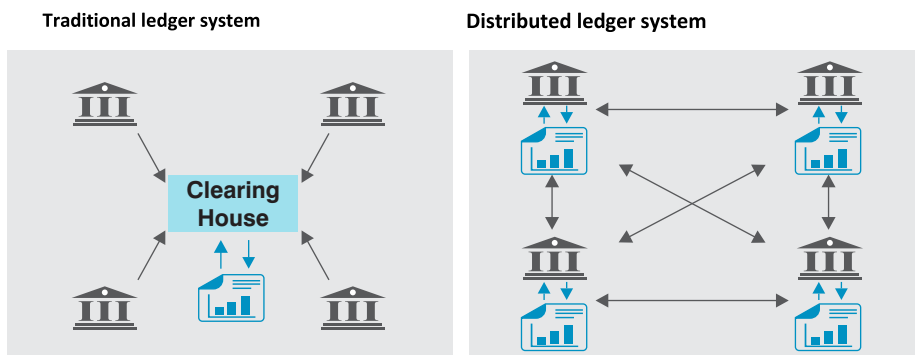 Traditional ledger system
Distributed ledger system
Clearing
House